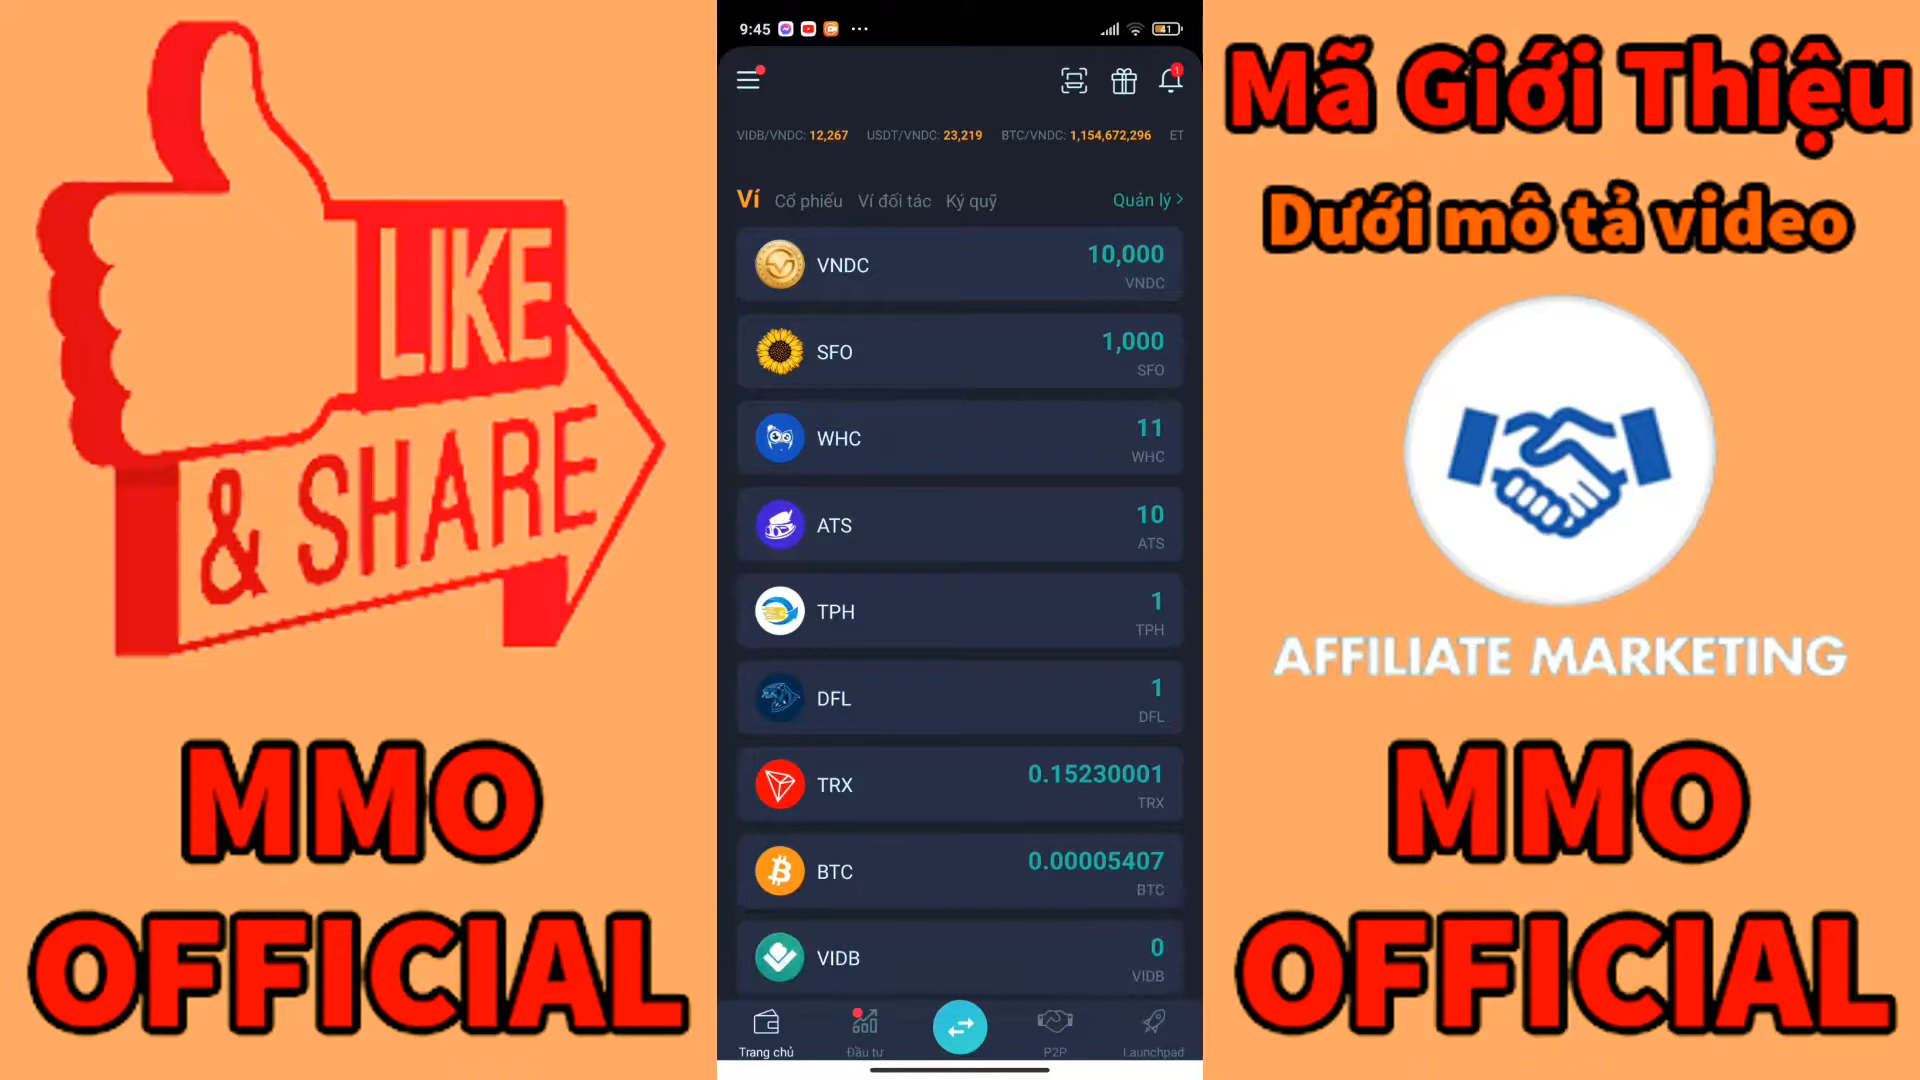 LIKE
& SHARE
MMO
OFFICIAL
9:45
41
1
VIDB/VNDC: 12,267 USDT/VNDC: 23,219 BTC/VNDC: 1,154,672,296 ET
Ví Cổ phiếu Ví đối tác Ký quỹ Quản lý >
VNDC 10,000
VNDC
SFO 1,000
SFO
WHC 11
WHC
ATS 10
ATS
TPH 1
TPH
DFL 1
DFL
TRX 0.15230001
TRX
BTC 0.00005407
BTC
VIDB 0
VIDB
Trang chủ Đầu tư P2P Launchpad
Mã Giới Thiệu
Dưới mô tả video
AFFILIATE MARKETING
MMO
OFFICIAL